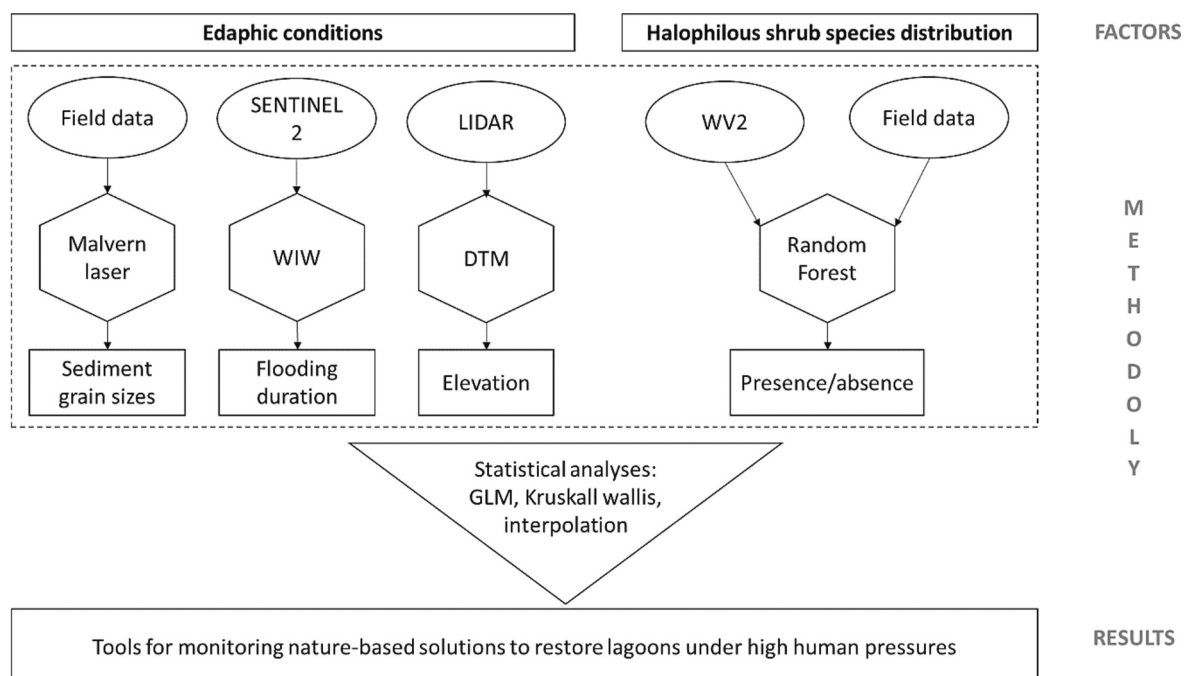 Edaphic conditions
Halophilous shrub species distribution
FACTORS
Field data
SENTINEL
2
LIDAR
WV2
Field data
Malvern
laser
WIW
DTM
Random
Forest
Sediment
grain sizes
Flooding
duration
Elevation
Presence/absence
M
E
T
H
O
D
O
L
Y
Statistical analyses:
GLM, Kruskall wallis,
interpolation
Tools for monitoring nature-based solutions to restore lagoons under high human pressures
RESULTS